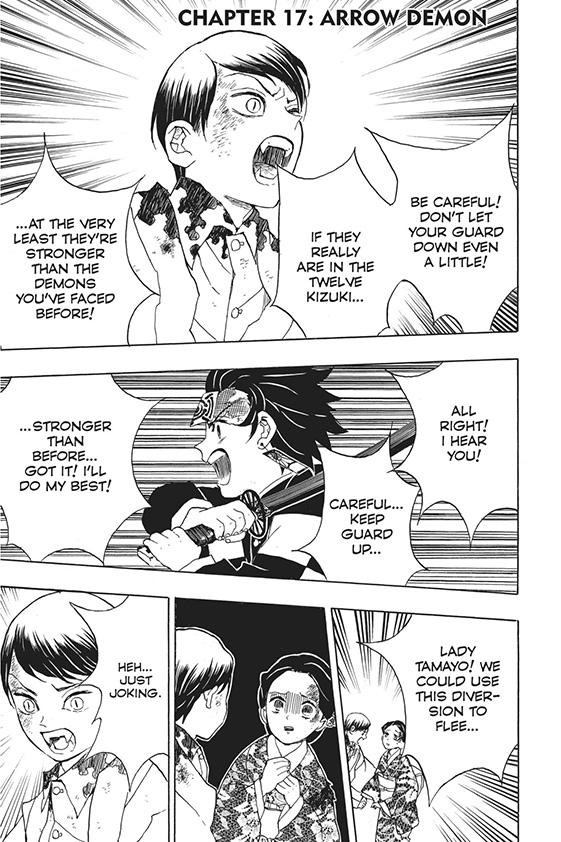 CHAPTER 17: ARROW DEMON
BE CAREFUL!
DON'T LET
YOUR GUARD
DOWN EVEN
A LITTLE!
IF THEY
REALLY
ARE IN THE
TWELVE
KIZUKI...
...AT THE VERY
LEAST THEY'RE
STRONGER
THAN THE
DEMONS
YOU'VE FACED
BEFORE!
ALL
RIGHT!
I HEAR
YOU!
CAREFUL...
KEEP
GUARD
UP...
...STRONGER
THAN
BEFORE...
GOT IT! I'LL
DO MY BEST!
LADY
TAMAYO! WE
COULD USE
THIS DIVER-
SION TO
FLEE...
HEH...
JUST
JOKING.